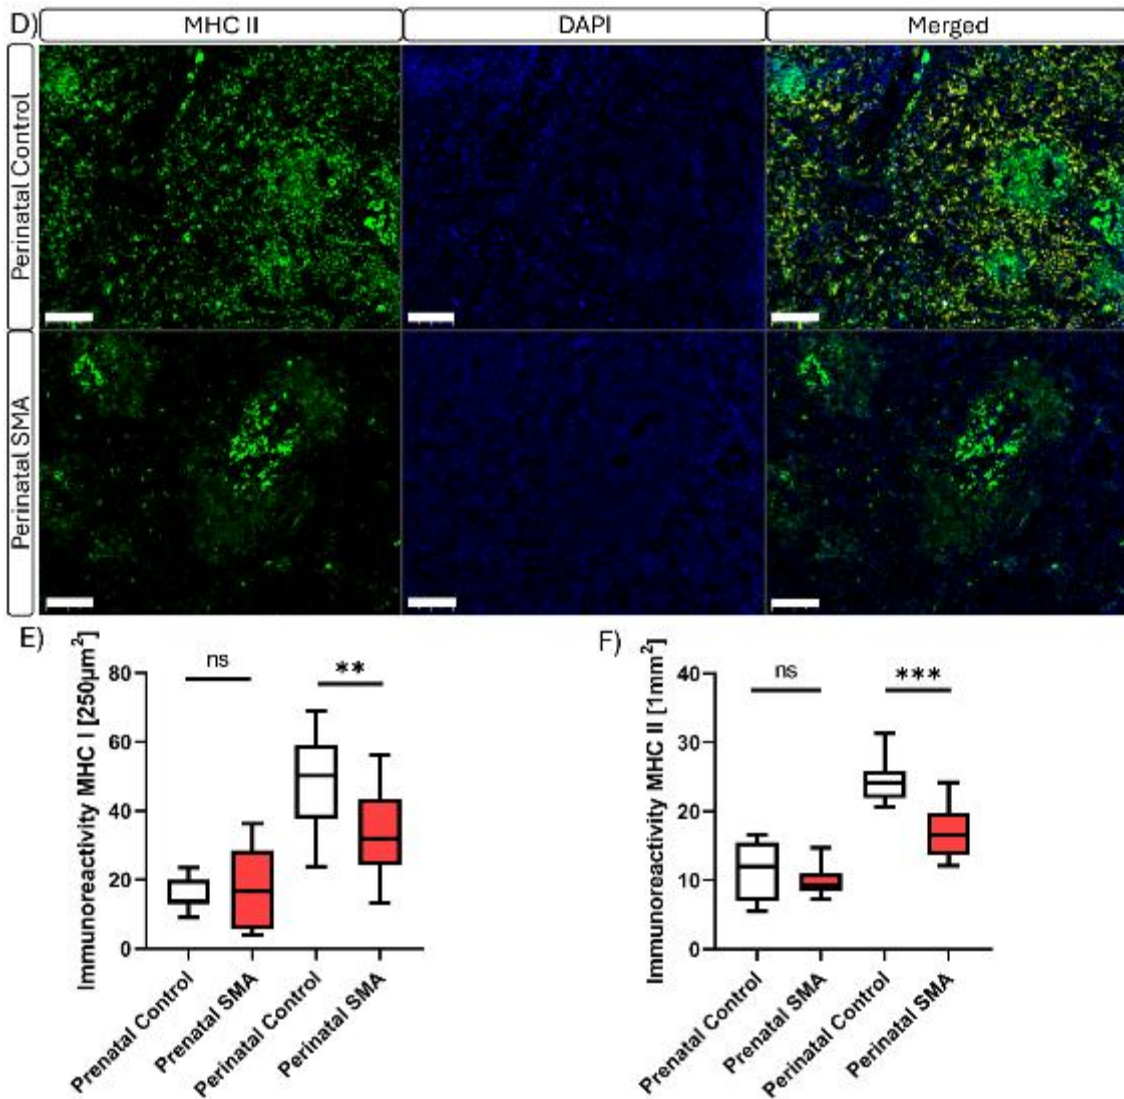 D)
MHC II
DAPI
Merged
Perinatal Control
Perinatal SMA
E)
Immunoreactivity MHC I [250µm²]
80
60
40
20
0
ns
**
Prenatal Control
Prenatal SMA
Perinatal Control
Perinatal SMA
F)
Immunoreactivity MHC II [1mm²]
40
30
20
10
0
ns
***
Prenatal Control
Prenatal SMA
Perinatal Control
Perinatal SMA